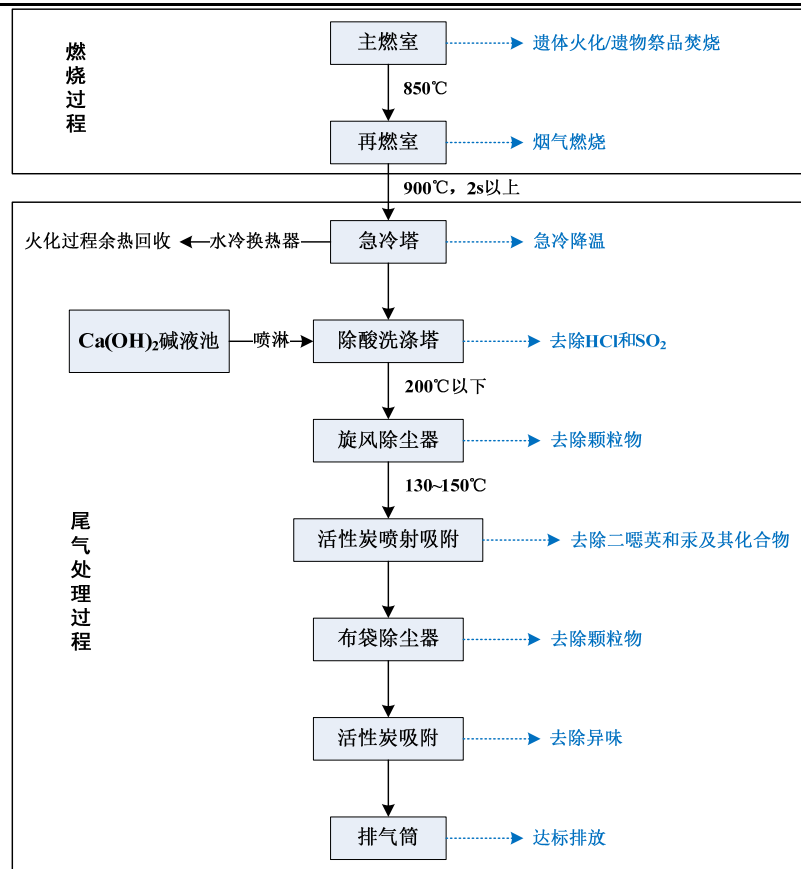 燃烧过程
主燃室
遗体火化/遗物祭品焚烧
850℃
再燃室
烟气燃烧
900℃，2s以上
尾气处理过程
火化过程余热回收
水冷换热器
急冷塔
急冷降温
Ca(OH)₂碱液池
喷淋
除酸洗涤塔
去除HCl和SO₂
200℃以下
旋风除尘器
去除颗粒物
130~150℃
活性炭喷射吸附
去除二噁英和汞及其化合物
布袋除尘器
去除颗粒物
活性炭吸附
去除异味
排气筒
达标排放